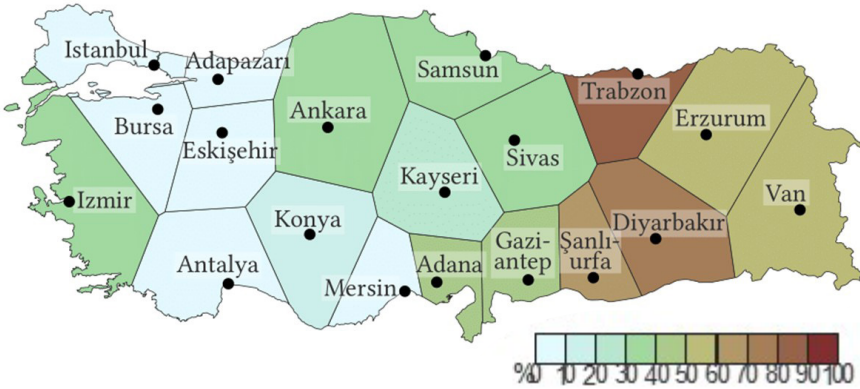 Istanbul
Adapazarı
Samsun
Trabzon
Bursa
Ankara
Erzurum
Eskişehir
Sivas
Kayseri
Izmir
Van
Konya
Diyarbakır
Gazi-
antep
Şanlı-
urfa
Antalya
Adana
Mersin
% 0 10 20 30 40 50 60 70 80 90 100